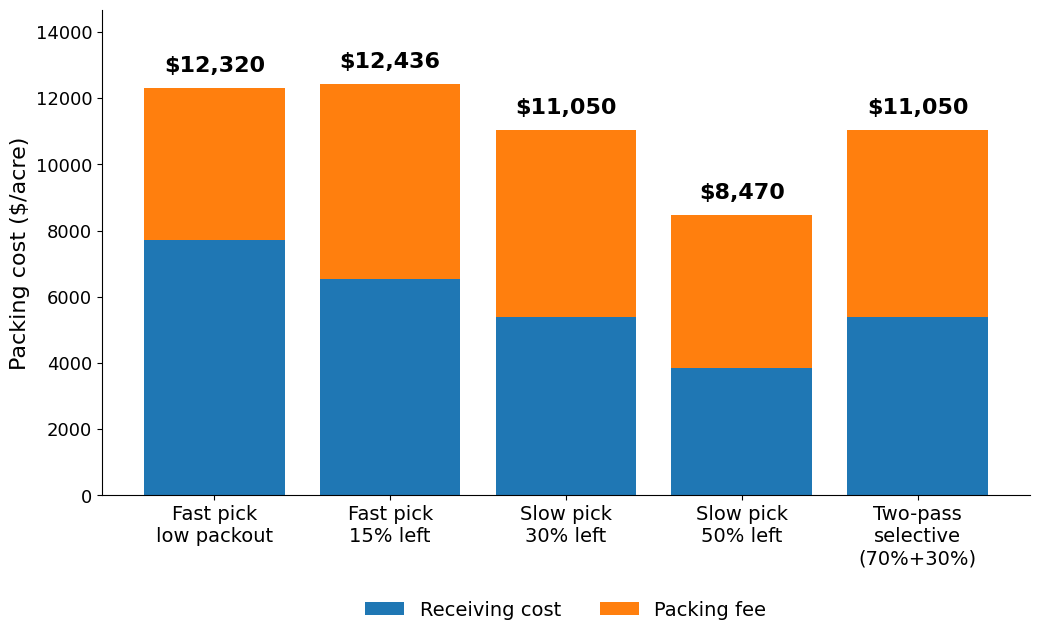 Packing cost ($/acre)
14000
12000
10000
8000
6000
4000
2000
0
$12,320
$12,436
$11,050
$8,470
$11,050
Fast pick
low packout
Fast pick
15% left
Slow pick
30% left
Slow pick
50% left
Two-pass
selective
(70%+30%)
Receiving cost
Packing fee